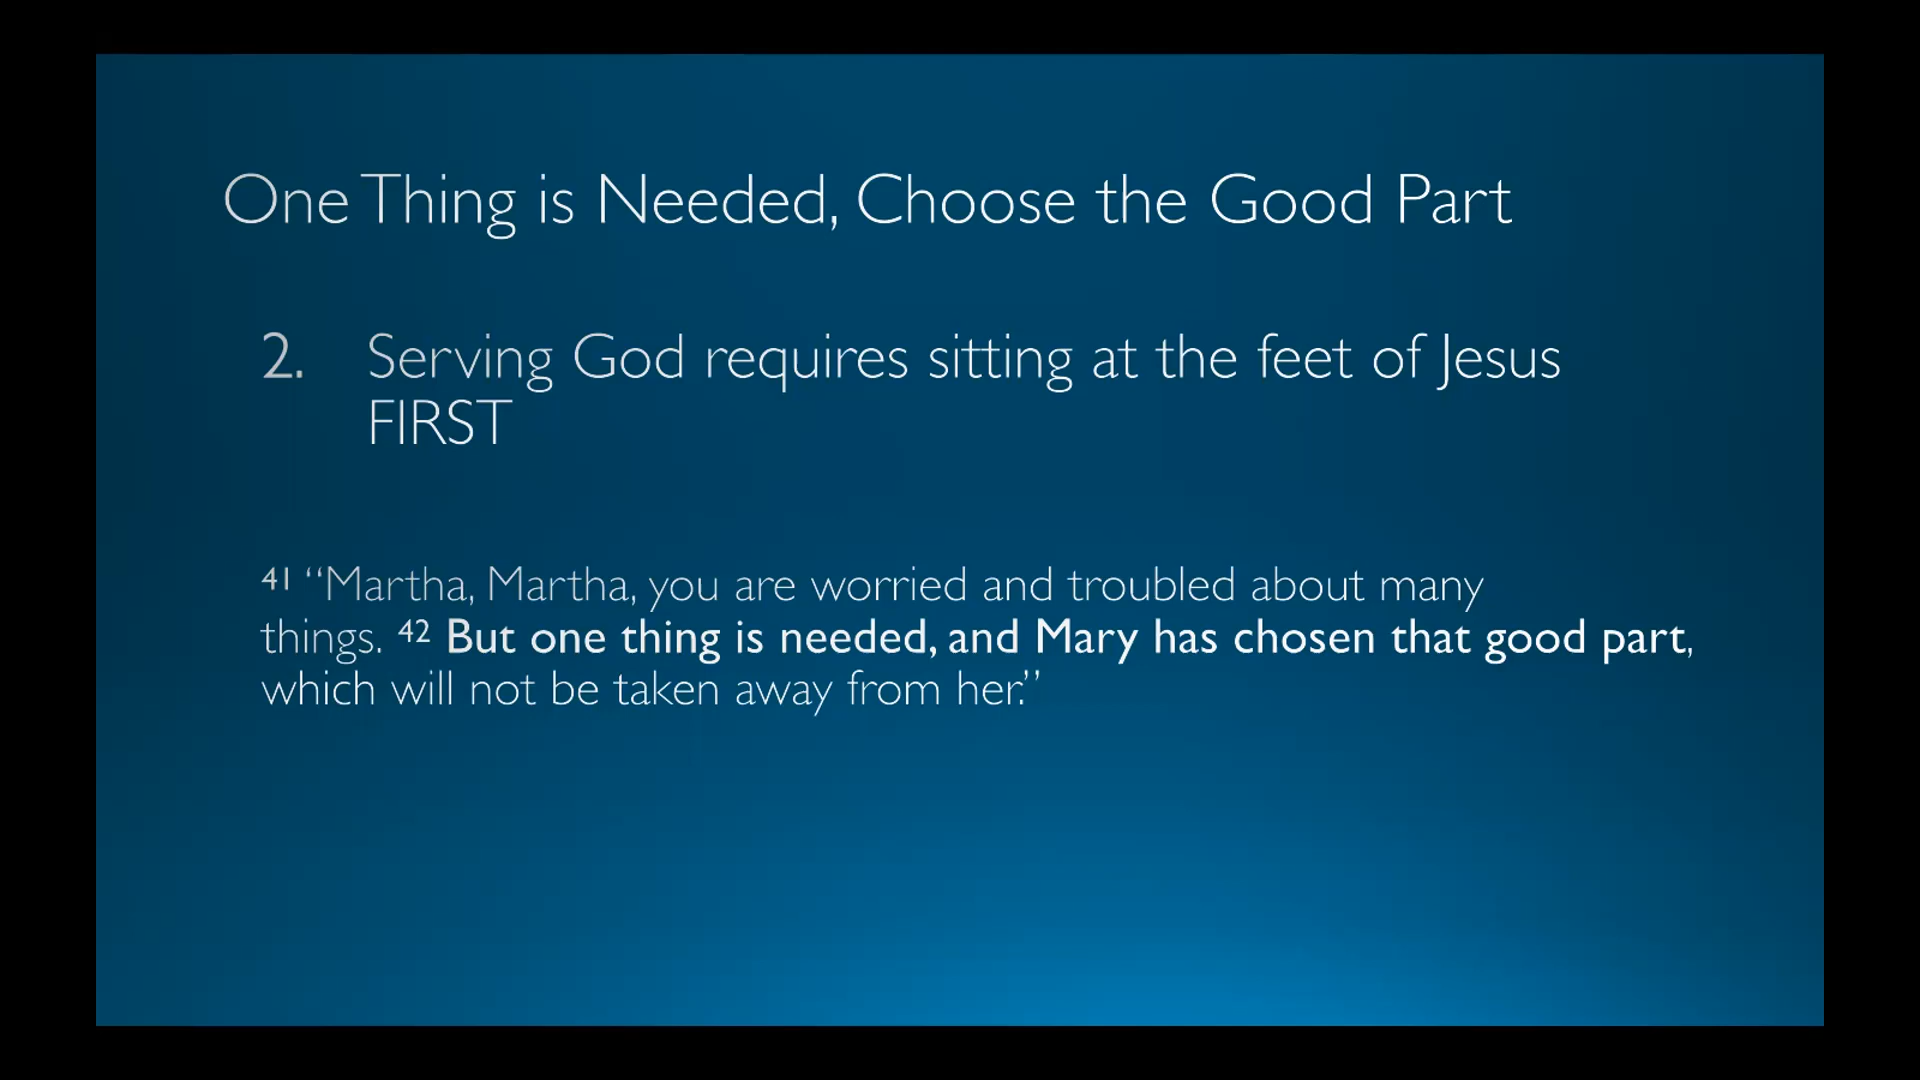 One Thing is Needed, Choose the Good Part
2. Serving God requires sitting at the feet of Jesus
FIRST
41 “Martha, Martha, you are worried and troubled about many
things. 42 But one thing is needed, and Mary has chosen that good part,
which will not be taken away from her.”